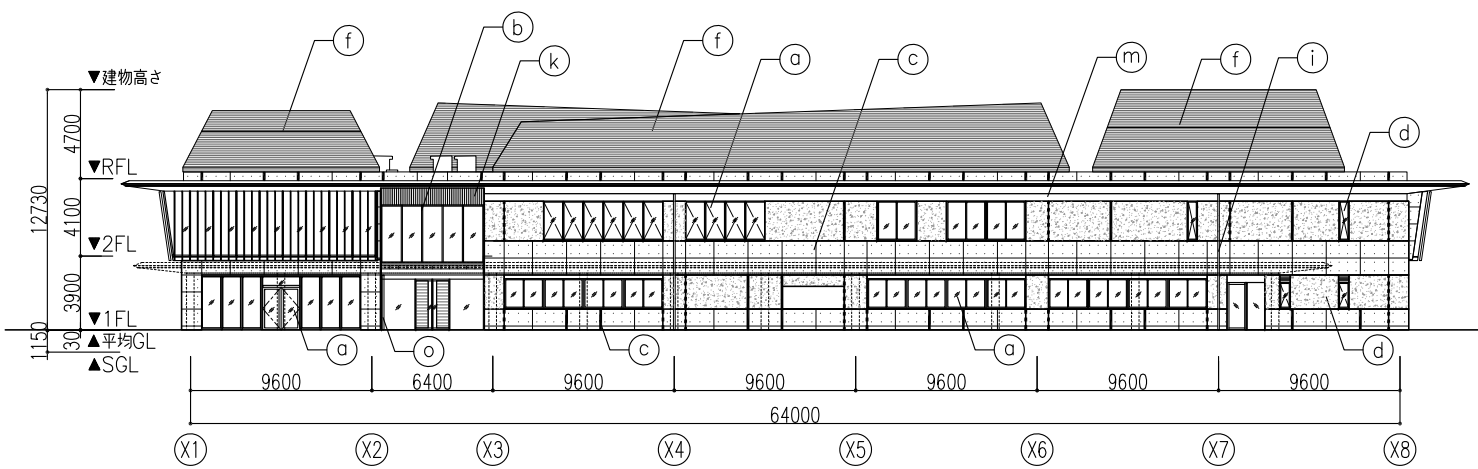 f
b
k
f
a
c
m
f
i
d
▼建物高さ
4700
▼RFL
12730
4100
▼2FL
3900
▼1FL
1150
30
▲平均GL
▲SGL
a
o
c
a
d
9600
6400
9600
9600
9600
9600
9600
64000
X1
X2
X3
X4
X5
X6
X7
X8